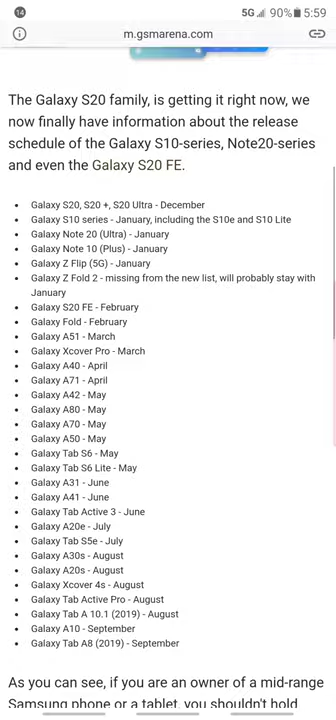 5G 90% 5:59
m.gsmarena.com
The Galaxy S20 family, is getting it right now, we
now finally have information about the release
schedule of the Galaxy S10-series, Note20-series
and even the Galaxy S20 FE.
• Galaxy S20, S20 +, S20 Ultra - December
• Galaxy S10 series - January, including the S10e and S10 Lite
• Galaxy Note 20 (Ultra) - January
• Galaxy Note 10 (Plus) - January
• Galaxy Z Flip (5G) - January
• Galaxy Z Fold 2 - missing from the new list, will probably stay with
January
• Galaxy S20 FE - February
• Galaxy Fold - February
• Galaxy A51 - March
• Galaxy Xcover Pro - March
• Galaxy A40 - April
• Galaxy A71 - April
• Galaxy A42 - May
• Galaxy A80 - May
• Galaxy A70 - May
• Galaxy A50 - May
• Galaxy Tab S6 - May
• Galaxy Tab S6 Lite - May
• Galaxy A31 - June
• Galaxy A41 - June
• Galaxy Tab Active 3 - June
• Galaxy A20e - July
• Galaxy Tab S5e - July
• Galaxy A30s - August
• Galaxy A20s - August
• Galaxy Xcover 4s - August
• Galaxy Tab Active Pro - August
• Galaxy Tab A 10.1 (2019) - August
• Galaxy A10 - September
• Galaxy Tab A8 (2019) - September
As you can see, if you are an owner of a mid-range
Samsung phone or a tablet, you shouldn't hold